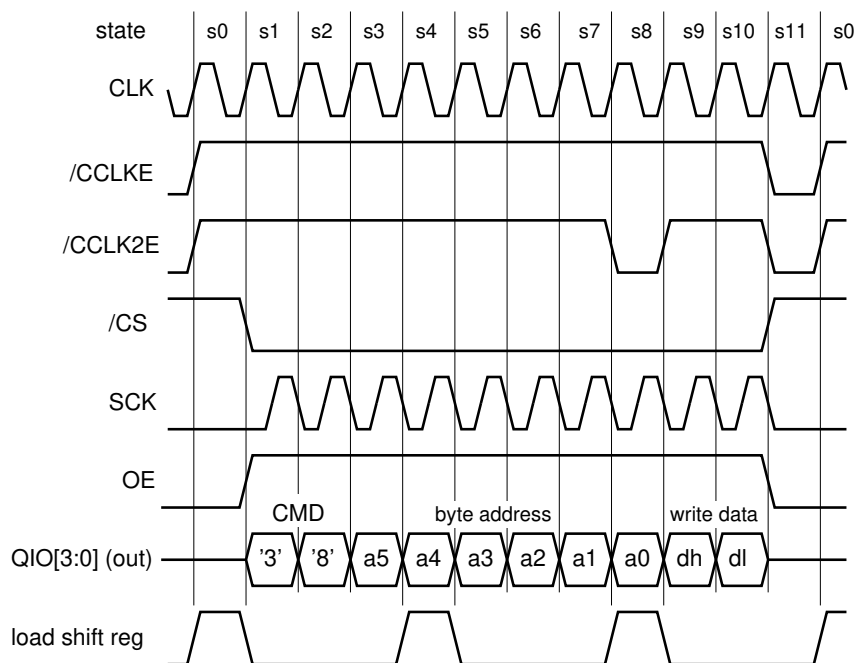 state s0 s1 s2 s3 s4 s5 s6 s7 s8 s9 s10 s11 s0
CLK
/CCLKE
/CCLK2E
/CS
SCK
OE
CMD byte address write data
QIO[3:0] (out) '3' '8' a5 a4 a3 a2 a1 a0 dh dl
load shift reg